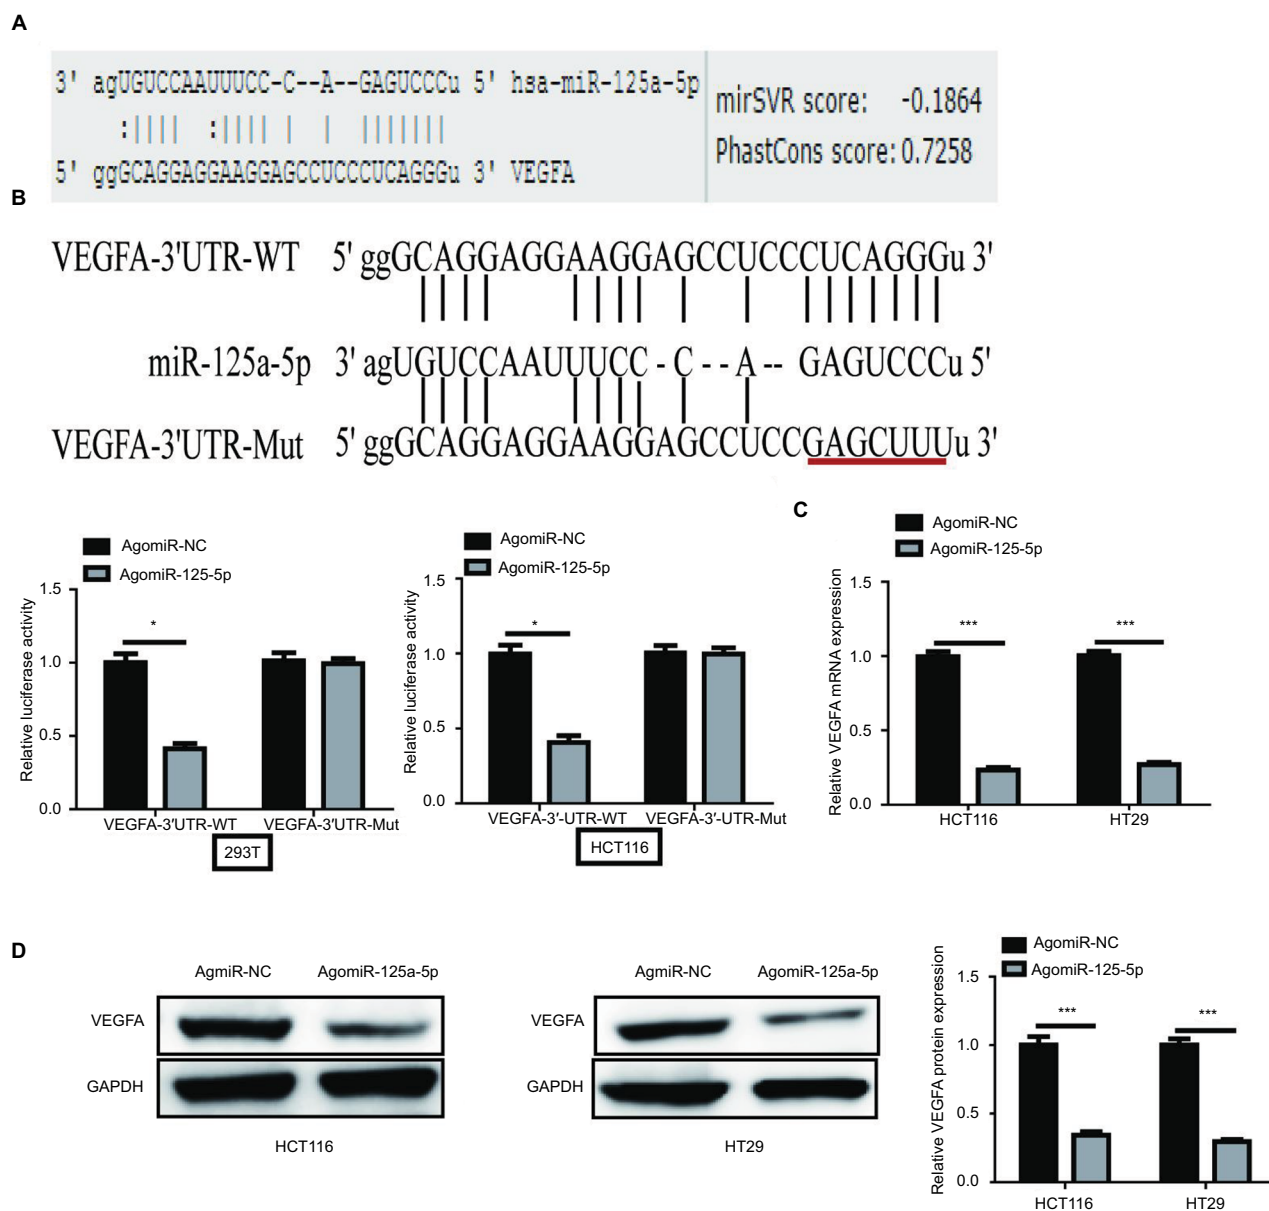 A
3' agUGUCCAAUUUCC-C--A--GAGUCCCu 5' hsa-miR-125a-5p
:|||| :|||| | | |||||||
5' ggGCAGGAGGAAGGAGCCUCCCUCAGGGu 3' VEGFA
mirSVR score: -0.1864
PhastCons score: 0.7258
B
VEGFA-3'UTR-WT 5' ggGCAGGAGGAAGGAGCCUCCCUCAGGGu 3'
miR-125a-5p 3' agUGUCCAAUUUCC - C - - A -- GAGUCCCu 5'
VEGFA-3'UTR-Mut 5' ggGCAGGAGGAAGGAGCCUCCGAGCUUUu 3'
AgomiR-NC
AgomiR-125-5p
Relative luciferase activity
1.5
1.0
0.5
0.0
*
VEGFA-3'UTR-WT VEGFA-3'UTR-Mut
293T
AgomiR-NC
AgomiR-125-5p
Relative luciferase activity
1.5
1.0
0.5
0.0
*
VEGFA-3'-UTR-WT VEGFA-3'-UTR-Mut
HCT116
C
AgomiR-NC
AgomiR-125-5p
Relative VEGFA mRNA expression
1.5
1.0
0.5
0.0
*** ***
HCT116 HT29
D
AgmiR-NC AgomiR-125a-5p
VEGFA
GAPDH
HCT116
AgmiR-NC AgomiR-125a-5p
VEGFA
GAPDH
HT29
AgomiR-NC
AgomiR-125-5p
Relative VEGFA protein expression
1.5
1.0
0.5
0.0
*** ***
HCT116 HT29